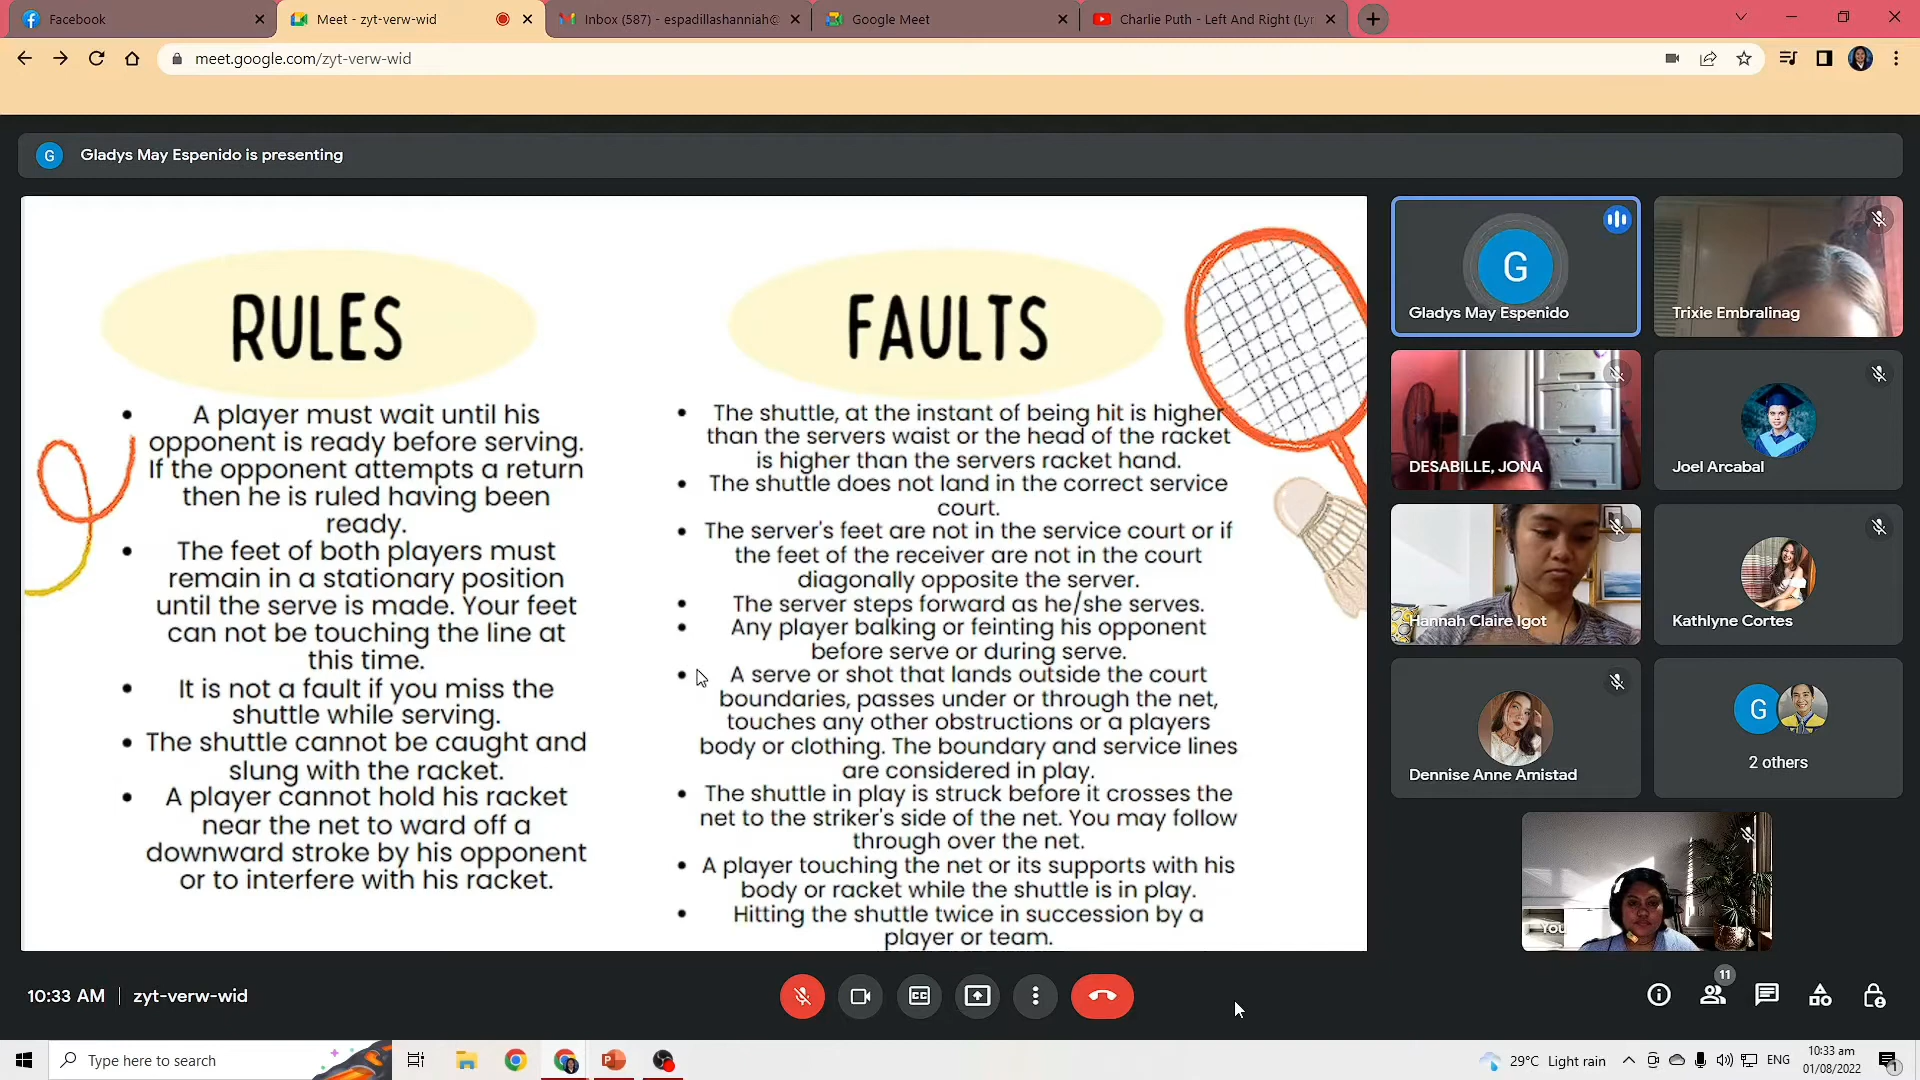 Facebook
Meet - zyt-verw-wid
Inbox (587) - espadillashanniah@
Google Meet
Charlie Puth - Left And Right (Lyr
meet.google.com/zyt-verw-wid
G
Gladys May Espenido is presenting
RULES
A player must wait until his
opponent is ready before serving.
If the opponent attempts a return
then he is ruled having been
ready.
The feet of both players must
remain in a stationary position
until the serve is made. Your feet
can not be touching the line at
this time.
It is not a fault if you miss the
shuttle while serving.
The shuttle cannot be caught and
slung with the racket.
A player cannot hold his racket
near the net to ward off a
downward stroke by his opponent
or to interfere with his racket.
FAULTS
The shuttle, at the instant of being hit is higher
than the servers waist or the head of the racket
is higher than the servers racket hand.
The shuttle does not land in the correct service
court.
The server's feet are not in the service court or if
the feet of the receiver are not in the court
diagonally opposite the server.
The server steps forward as he/she serves.
Any player balking or feinting his opponent
before serve or during serve.
A serve or shot that lands outside the court
boundaries, passes under or through the net,
touches any other obstructions or a players
body or clothing. The boundary and service lines
are considered in play.
The shuttle in play is struck before it crosses the
net to the striker's side of the net. You may follow
through over the net.
A player touching the net or its supports with his
body or racket while the shuttle is in play.
Hitting the shuttle twice in succession by a
player or team.
G
Gladys May Espenido
Trixie Embralinag
DESABILLE, JONA
Joel Arcabal
Hannah Claire Igot
Kathlyne Cortes
Dennise Anne Amistad
G
2 others
You
10:33 AM
zyt-verw-wid
CC
11
Type here to search
P
29°C Light rain
ENG
10:33 am
01/08/2022
1